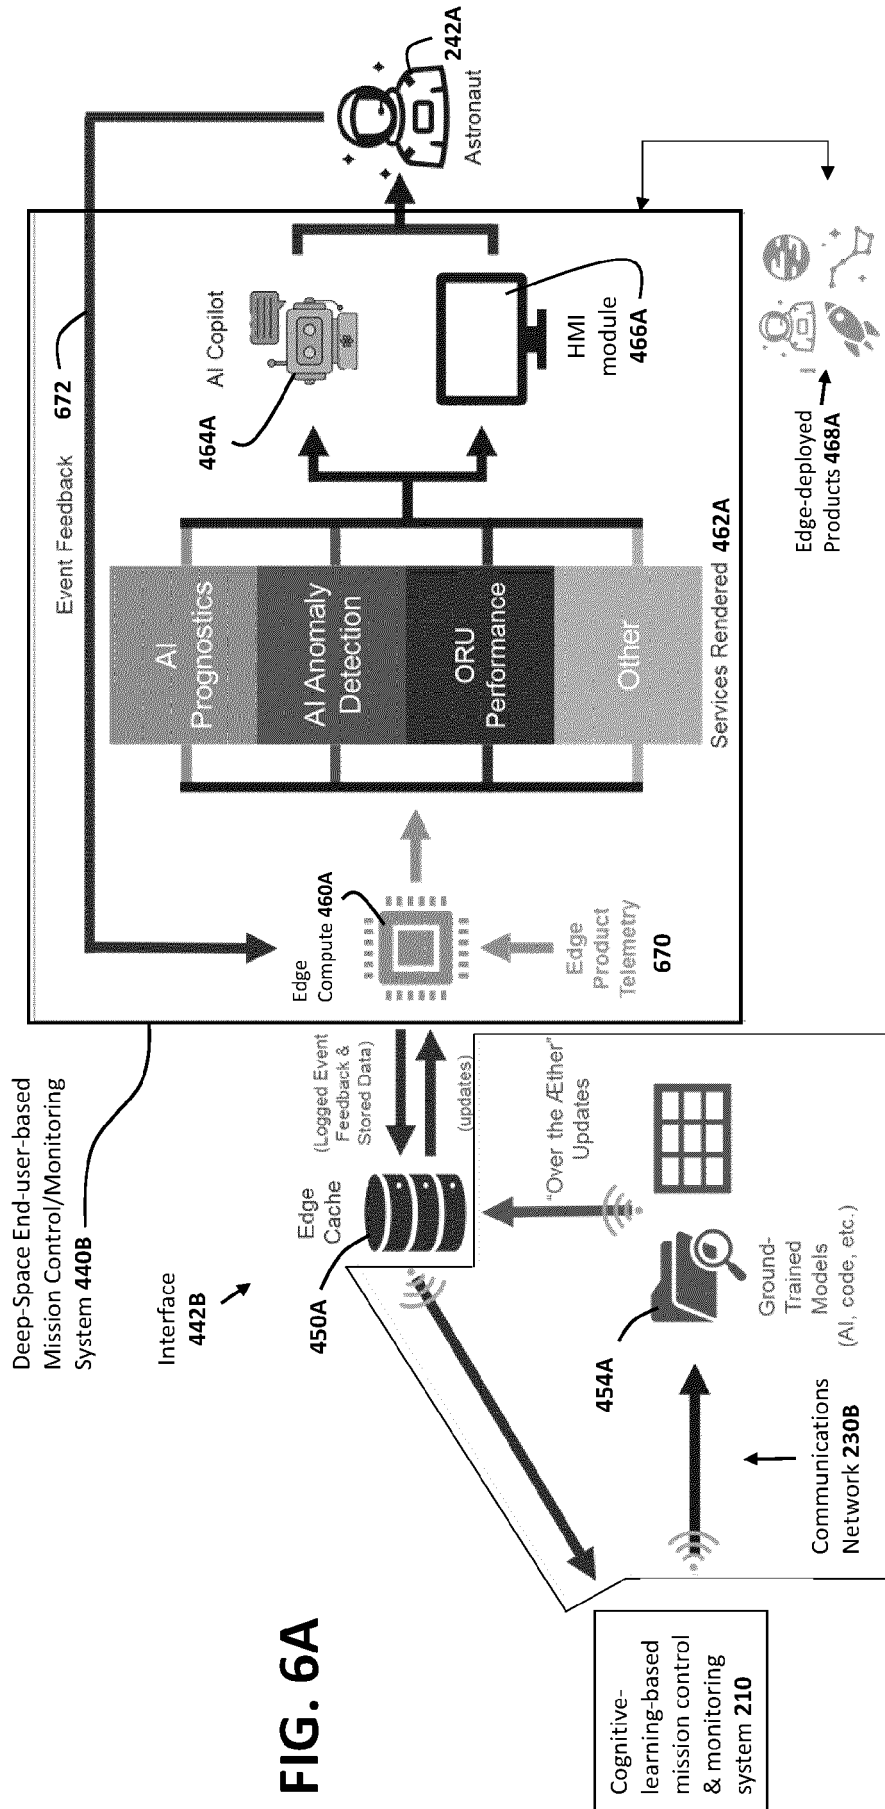 FIG. 6A
Cognitive-
learning-based
mission control
& monitoring
system 210
Deep-Space End-user-based
Mission Control/Monitoring
System 440B
Interface
442B
450A
Edge
Cache
(Logged Event
Feedback &
Stored Data)
(updates)
"Over the Æther"
Updates
454A
Ground-
Trained
Models
(AI, code, etc.)
Communications
Network 230B
Event Feedback 672
Edge
Compute 460A
Edge
Product
Telemetry
670
AI
Prognostics
AI Anomaly
Detection
ORU
Performance
Other
Services Rendered 462A
464A
AI Copilot
HMI
module
466A
242A
Astronaut
Edge-deployed
Products 468A